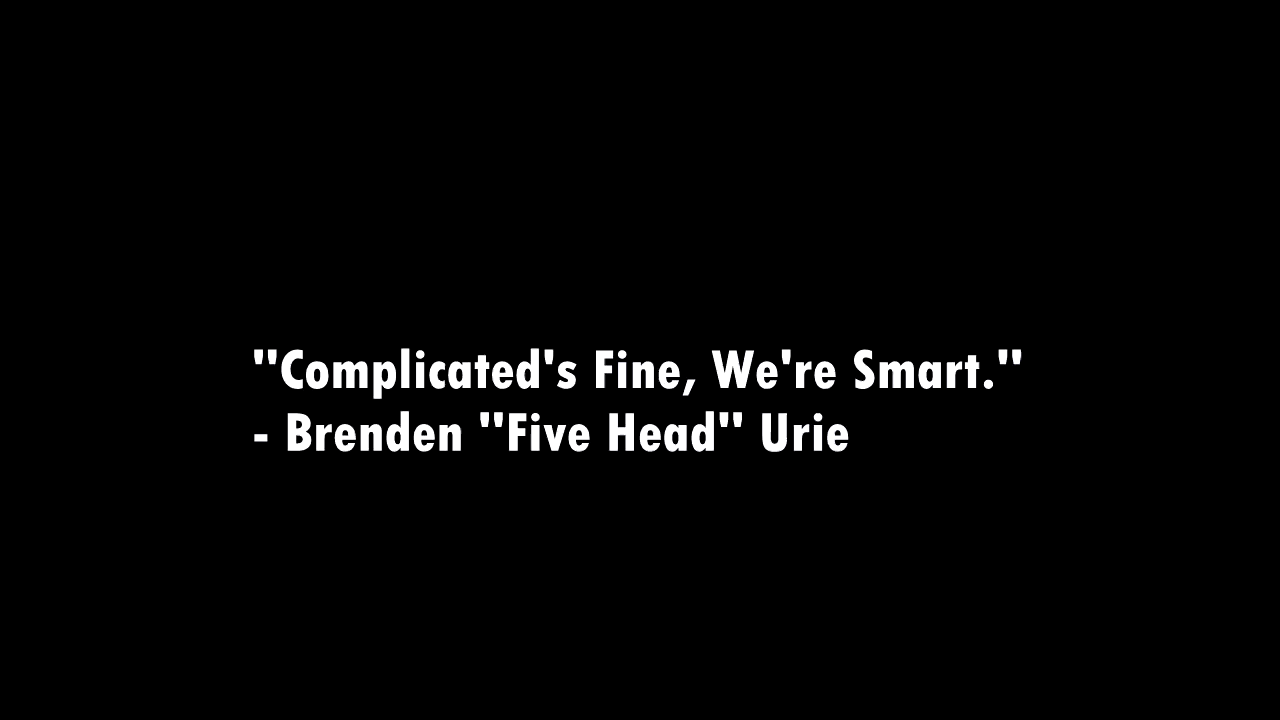 "Complicated's Fine, We're Smart."
- Brenden "Five Head" Urie